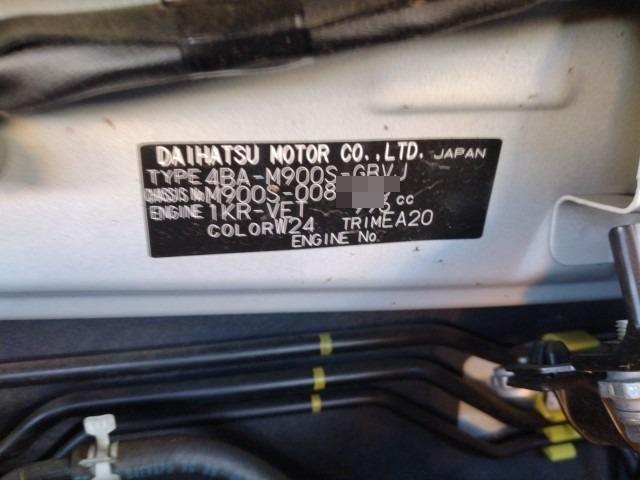 DAIHATSU MOTOR CO.,LTD. JAPAN
TYPE 4BA-M900S-GBVJ
CHASSIS No M900S-008
ENGINE 1KR-VET cc
COLOR W24 TRIM EA20
ENGINE No.